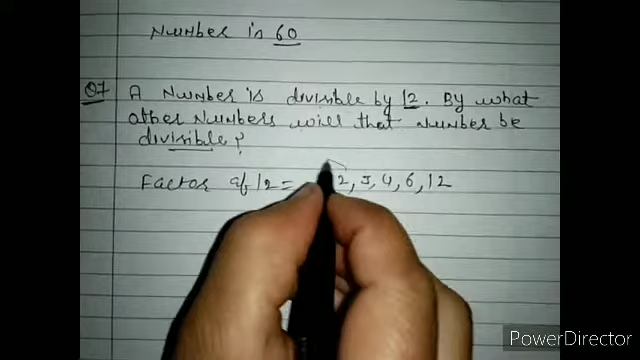 Number is 60
Q7 A Number is divisible by 12. By what
other Numbers will that number be
divisible?
Factor of 12 = 2, 3, 4, 6, 12
PowerDirector